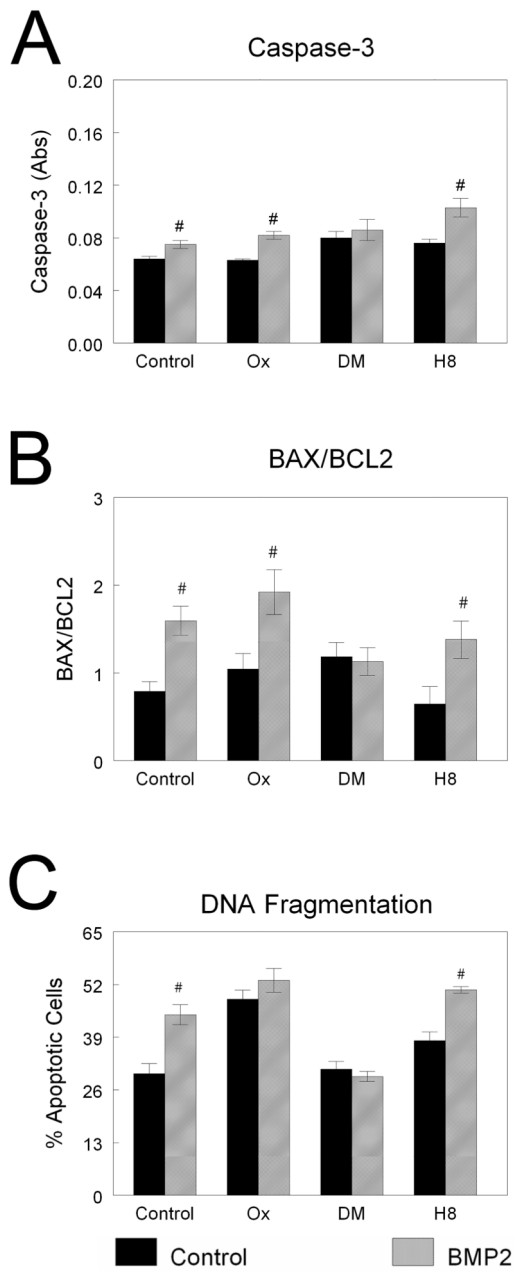 A
Caspase-3
Caspase-3 (Abs)
0.20
0.16
0.12
0.08
0.04
0.00
# # #
Control Ox DM H8
B
BAX/BCL2
BAX/BCL2
3
2
1
0
# # #
Control Ox DM H8
C
DNA Fragmentation
% Apoptotic Cells
65
52
39
26
13
0
# #
Control Ox DM H8
Control BMP2